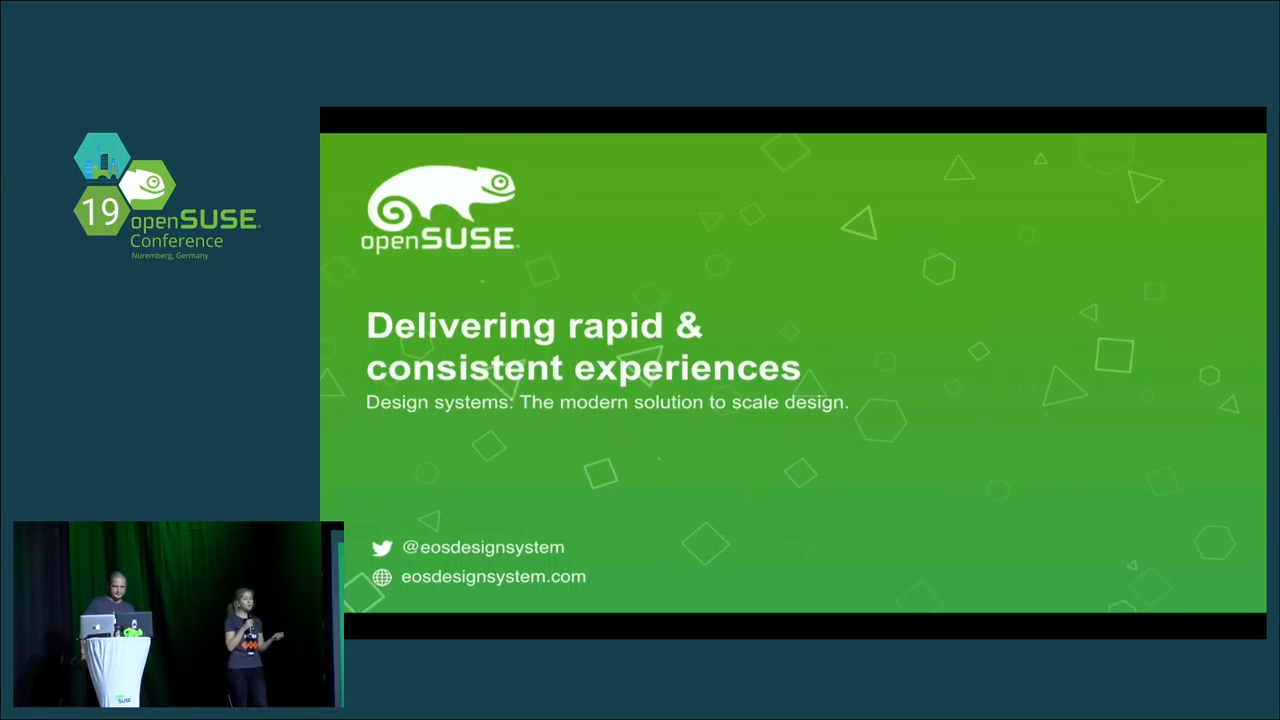 19
openSUSE
Conference
Nuremberg, Germany
openSUSE
Delivering rapid &
consistent experiences
Design systems: The modern solution to scale design.
@eosdesignsystem
eosdesignsystem.com
SUSE